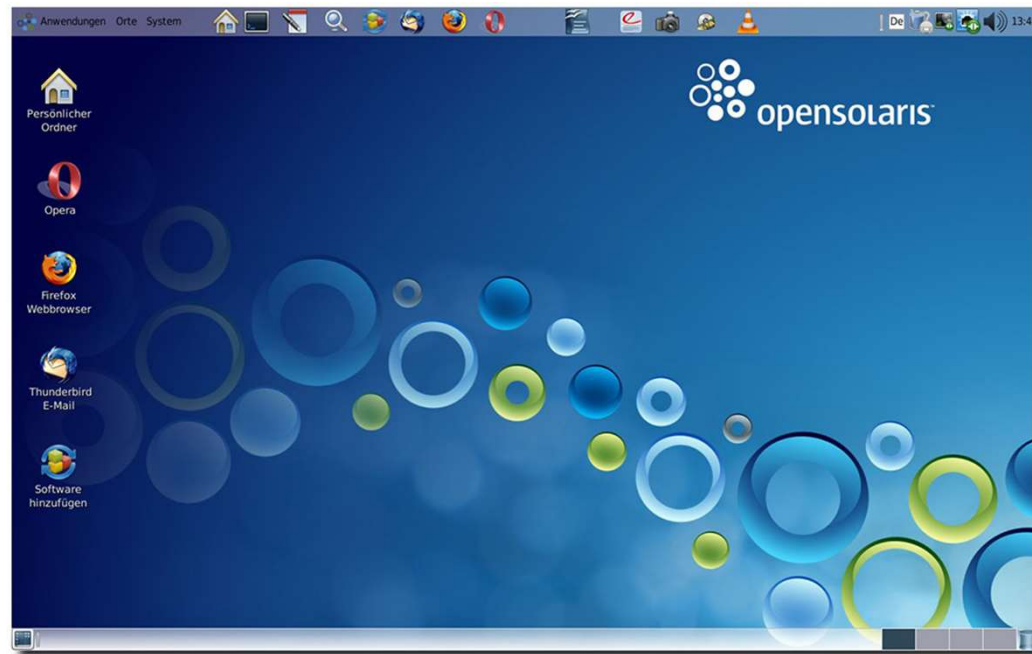 Anwendungen Orte System
De
13:4
opensolaris
Persönlicher
Ordner
Opera
Firefox
Webbrowser
Thunderbird
E-Mail
Software
hinzufügen